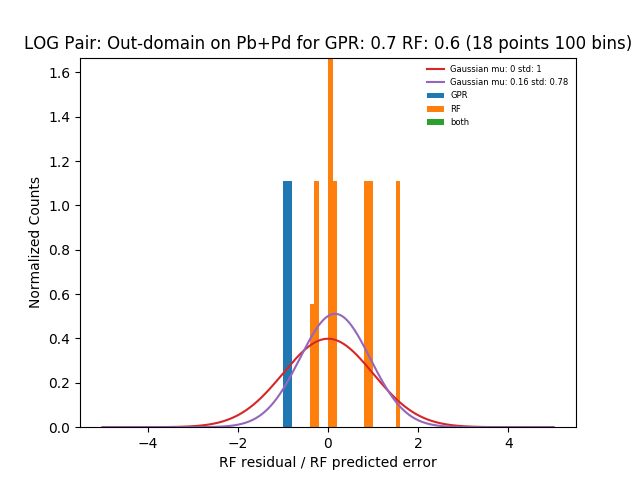 LOG Pair: Out-domain on Pb+Pd for GPR: 0.7 RF: 0.6 (18 points 100 bins)
Gaussian mu: 0 std: 1
Gaussian mu: 0.16 std: 0.78
GPR
RF
both
Normalized Counts
1.6
1.4
1.2
1.0
0.8
0.6
0.4
0.2
0.0
−4 −2 0 2 4
RF residual / RF predicted error